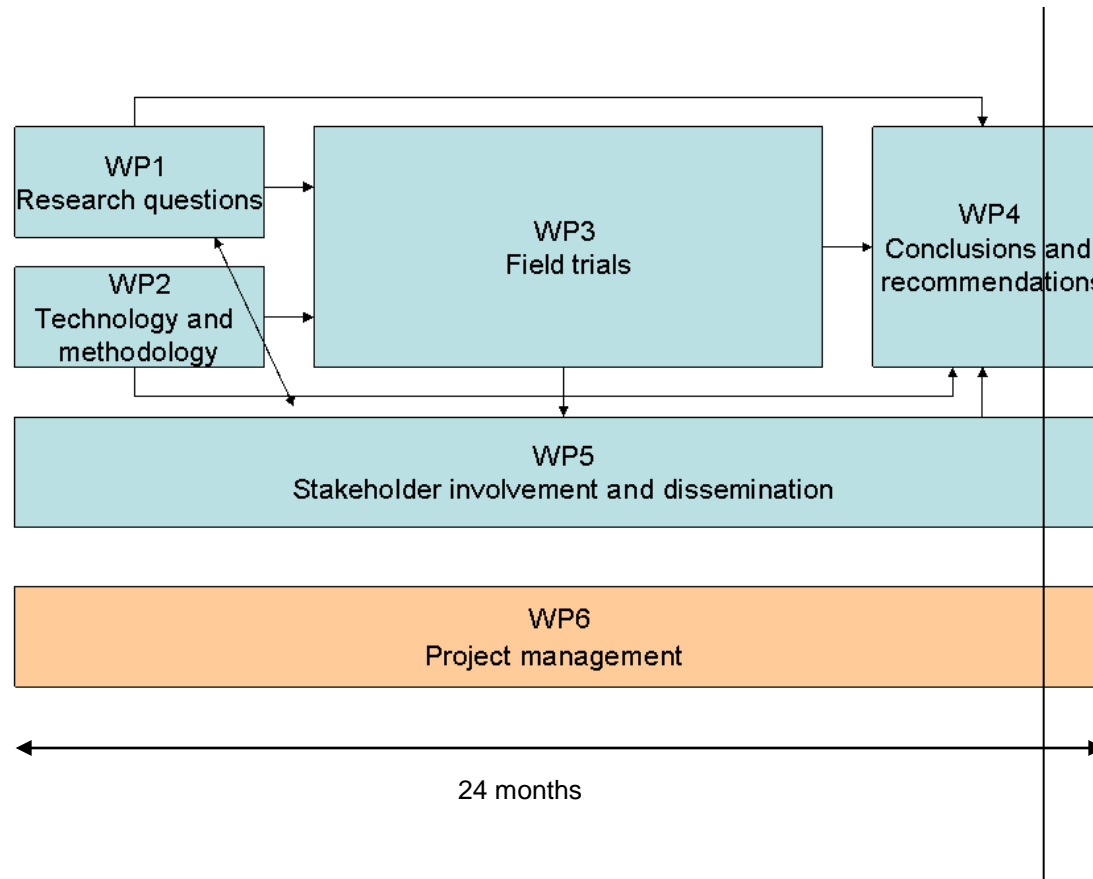 WP1
Research questions
WP2
Technology and
methodology
WP3
Field trials
WP4
Conclusions and
recommendations
WP5
Stakeholder involvement and dissemination
WP6
Project management
24 months